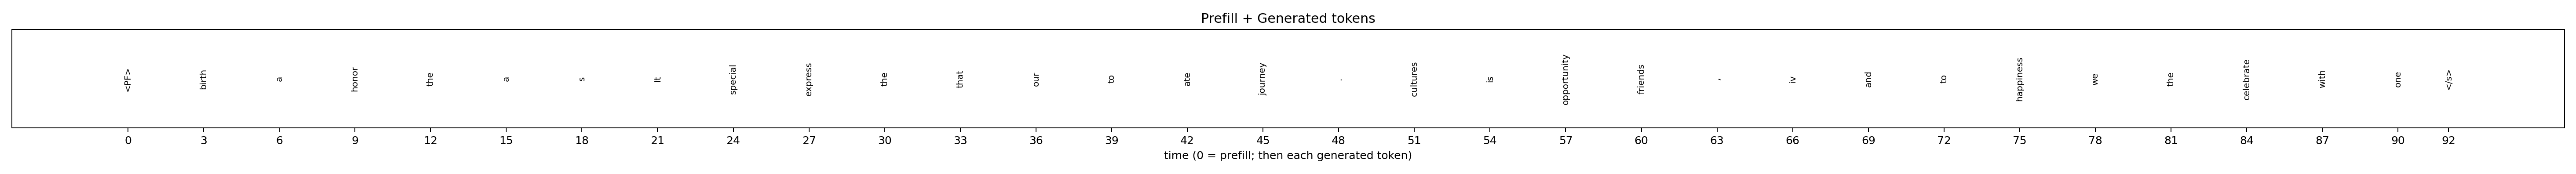 Prefill + Generated tokens
<PF> birth a honor the a s It special express the that our to ate journey . cultures is opportunity friends , iv and to happiness we the celebrate with one </s>
0 3 6 9 12 15 18 21 24 27 30 33 36 39 42 45 48 51 54 57 60 63 66 69 72 75 78 81 84 87 90 92
time (0 = prefill; then each generated token)